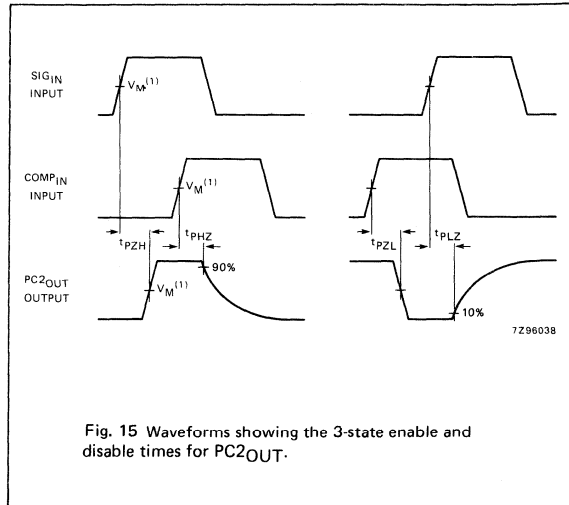 SIG_IN
INPUT
V_M(1)
COMP_IN
INPUT
V_M(1)
t_PZH
t_PHZ
t_PZL
t_PLZ
PC2_OUT
OUTPUT
90%
V_M(1)
10%
7Z96038
Fig. 15 Waveforms showing the 3-state enable and
disable times for PC2_OUT.